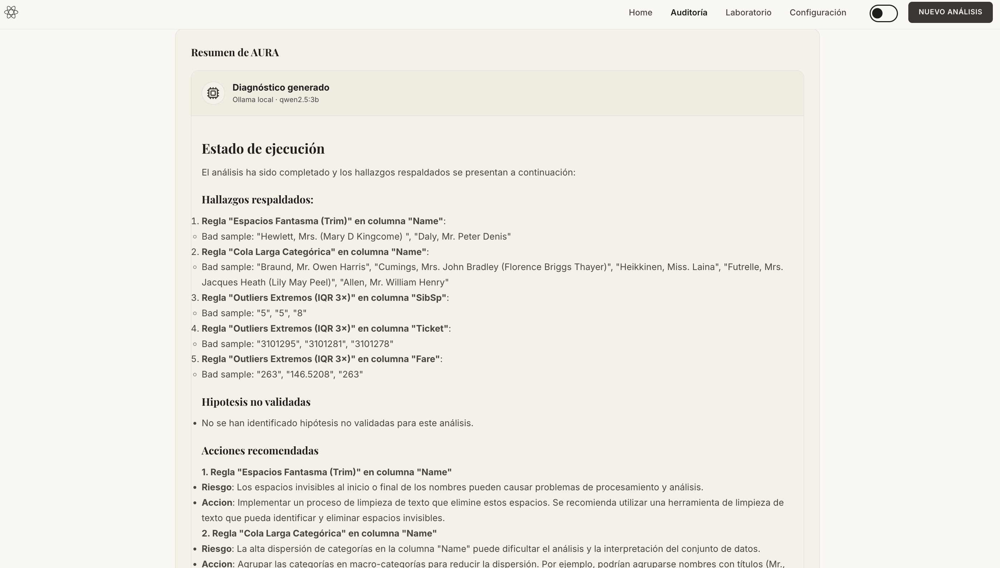 Home Auditoría Laboratorio Configuración NUEVO ANÁLISIS
Resumen de AURA
Diagnóstico generado
Ollama local · qwen2.5:3b
Estado de ejecución
El análisis ha sido completado y los hallazgos respaldados se presentan a continuación:
Hallazgos respaldados:
1. Regla "Espacios Fantasma (Trim)" en columna "Name":
◦ Bad sample: "Hewlett, Mrs. (Mary D Kingcome) ", "Daly, Mr. Peter Denis"
2. Regla "Cola Larga Categórica" en columna "Name":
◦ Bad sample: "Braund, Mr. Owen Harris", "Cumings, Mrs. John Bradley (Florence Briggs Thayer)", "Heikkinen, Miss. Laina", "Futrelle, Mrs.
Jacques Heath (Lily May Peel)", "Allen, Mr. William Henry"
3. Regla "Outliers Extremos (IQR 3×)" en columna "SibSp":
◦ Bad sample: "5", "5", "8"
4. Regla "Outliers Extremos (IQR 3×)" en columna "Ticket":
◦ Bad sample: "3101295", "3101281", "3101278"
5. Regla "Outliers Extremos (IQR 3×)" en columna "Fare":
◦ Bad sample: "263", "146.5208", "263"
Hipotesis no validadas
• No se han identificado hipótesis no validadas para este análisis.
Acciones recomendadas
1. Regla "Espacios Fantasma (Trim)" en columna "Name"
• Riesgo: Los espacios invisibles al inicio o final de los nombres pueden causar problemas de procesamiento y análisis.
• Accion: Implementar un proceso de limpieza de texto que elimine estos espacios. Se recomienda utilizar una herramienta de limpieza de
texto que pueda identificar y eliminar espacios invisibles.
2. Regla "Cola Larga Categórica" en columna "Name"
• Riesgo: La alta dispersión de categorías en la columna "Name" puede dificultar el análisis y la interpretación del conjunto de datos.
• Accion: Agrupar las categorías en macro-categorías para reducir la dispersión. Por ejemplo, podrían agruparse nombres con títulos (Mr.,